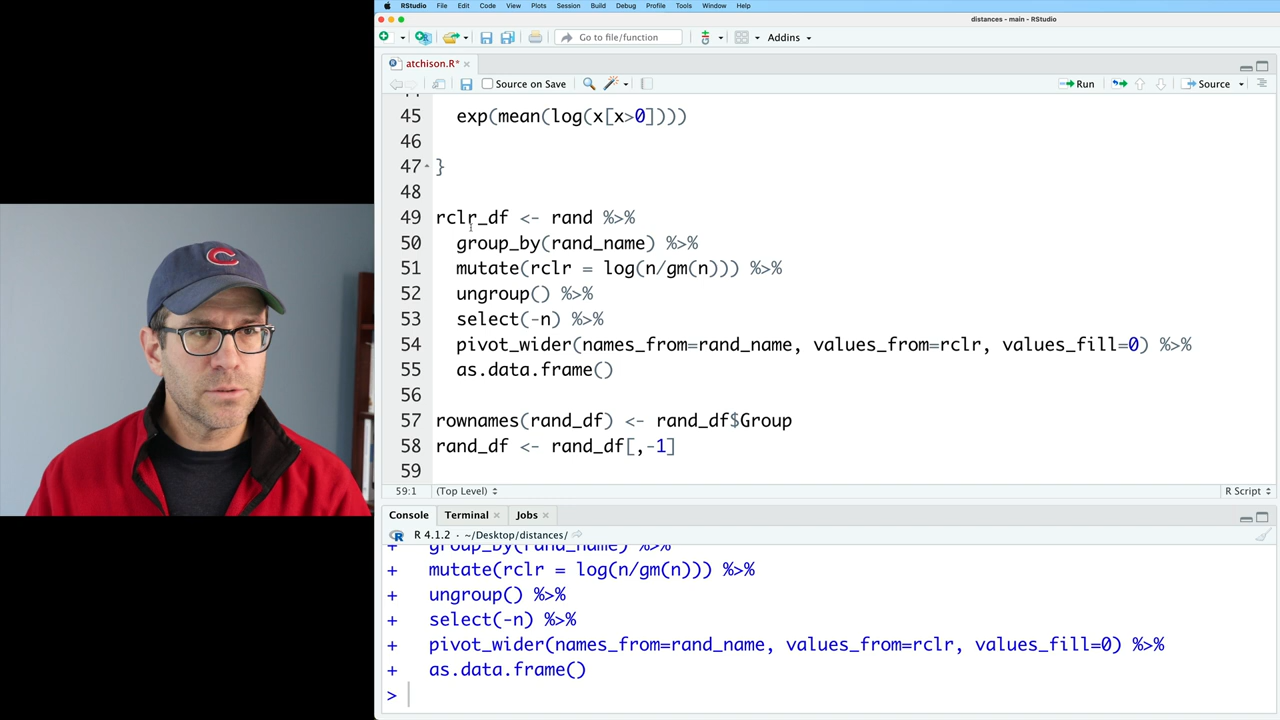 RStudio File Edit Code View Plots Session Build Debug Profile Tools Window Help
distances - main - RStudio
Go to file/function Addins
atchison.R*
Source on Save Run Source
45 exp(mean(log(x[x>0])))
46
47 }
48
49 rclr_df <- rand %>%
50 group_by(rand_name) %>%
51 mutate(rclr = log(n/gm(n))) %>%
52 ungroup() %>%
53 select(-n) %>%
54 pivot_wider(names_from=rand_name, values_from=rclr, values_fill=0) %>%
55 as.data.frame()
56
57 rownames(rand_df) <- rand_df$Group
58 rand_df <- rand_df[,-1]
59
59:1 (Top Level) R Script
Console Terminal Jobs
R 4.1.2 · ~/Desktop/distances/
+ group_by(rand_name) %>%
+ mutate(rclr = log(n/gm(n))) %>%
+ ungroup() %>%
+ select(-n) %>%
+ pivot_wider(names_from=rand_name, values_from=rclr, values_fill=0) %>%
+ as.data.frame()
>
C